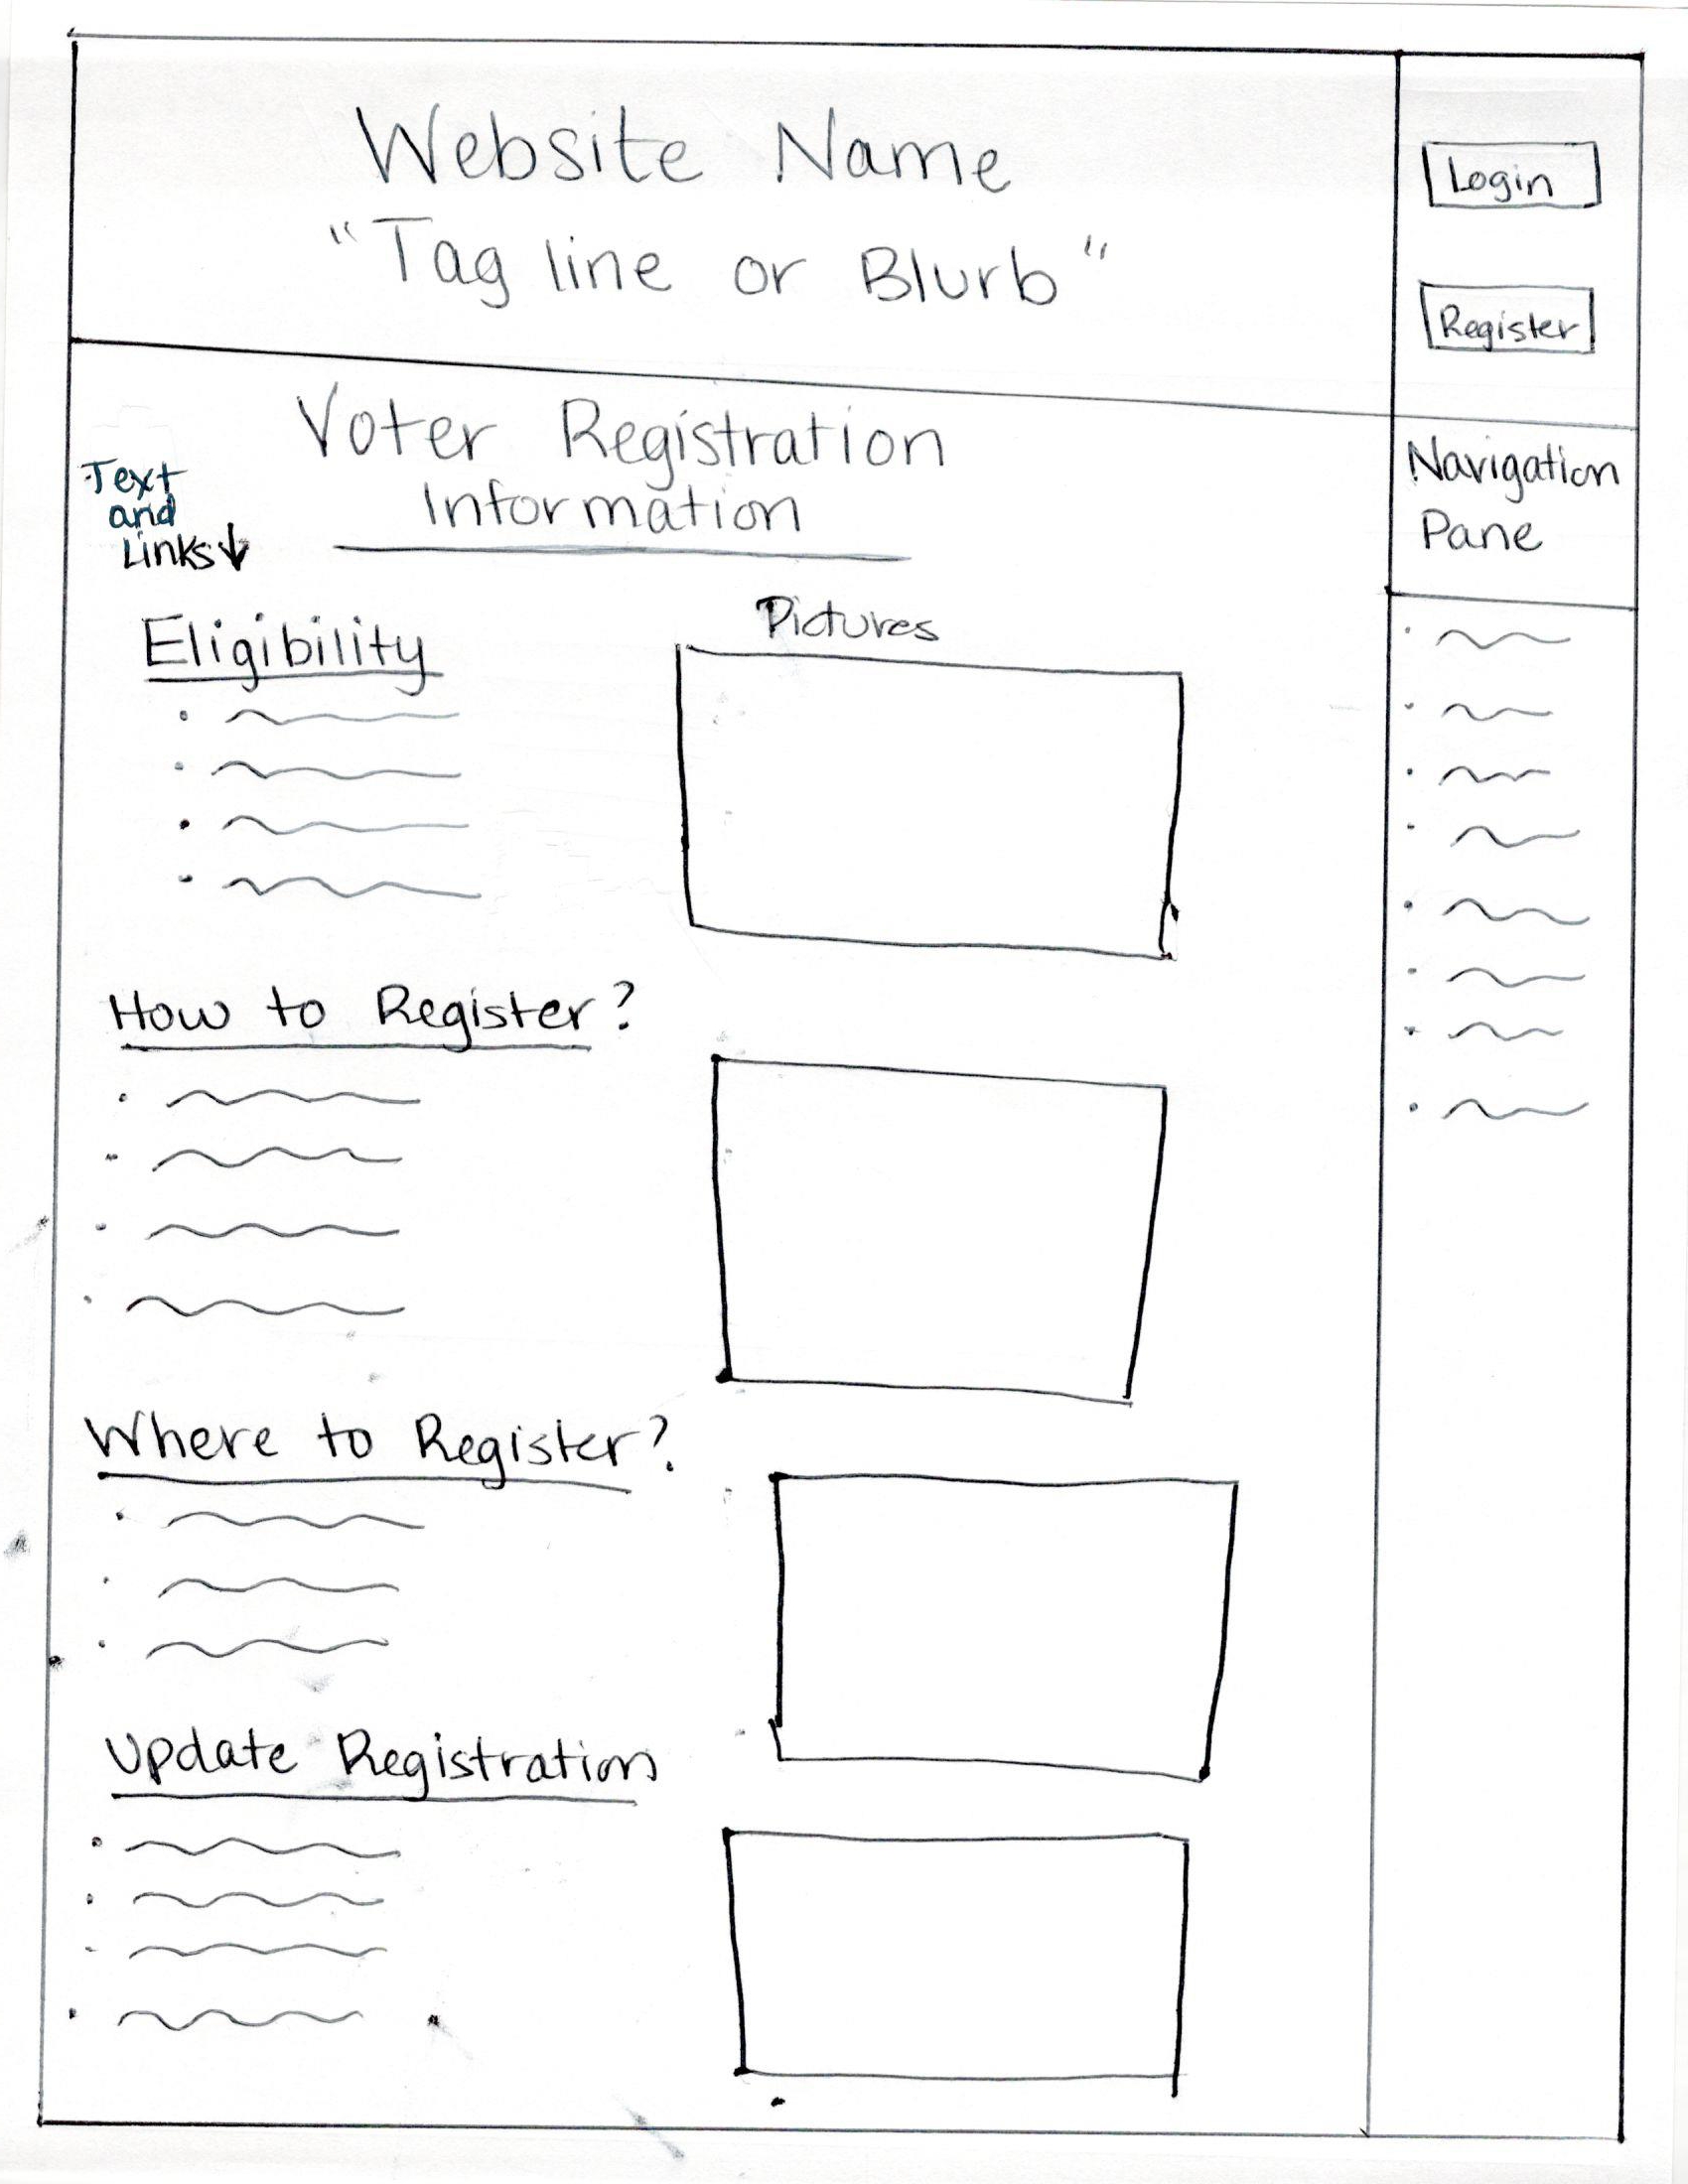 Website Name
"Tag line or Blurb"
Login
Register
Voter Registration
Information
Text
and
Links↓
Navigation
Pane
Eligibility
Pictures
How to Register?
Where to Register?
Update Registration